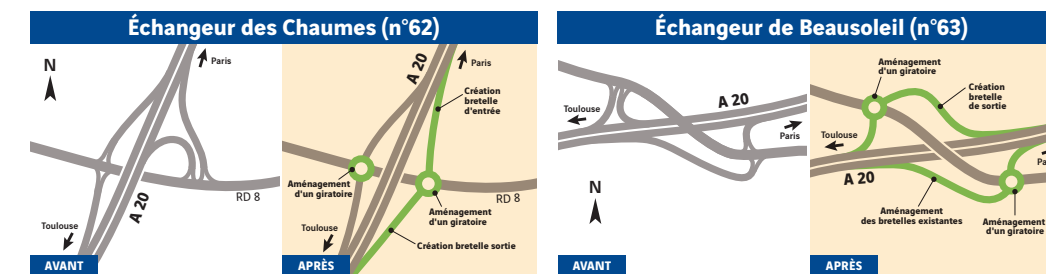 Échangeur des Chaumes (n°62)
N
Paris
A 20
RD 8
Toulouse
AVANT
A 20
Paris
Création
bretelle
d'entrée
Aménagement
d'un giratoire
RD 8
Aménagement
d'un giratoire
Toulouse
Création bretelle sortie
APRÈS
Échangeur de Beausoleil (n°63)
Toulouse
A 20
Paris
N
AVANT
Aménagement
d'un giratoire
Création
bretelle
de sortie
Toulouse
Pa
A 20
Aménagement
des bretelles existantes
Aménagement
d'un giratoire
APRÈS